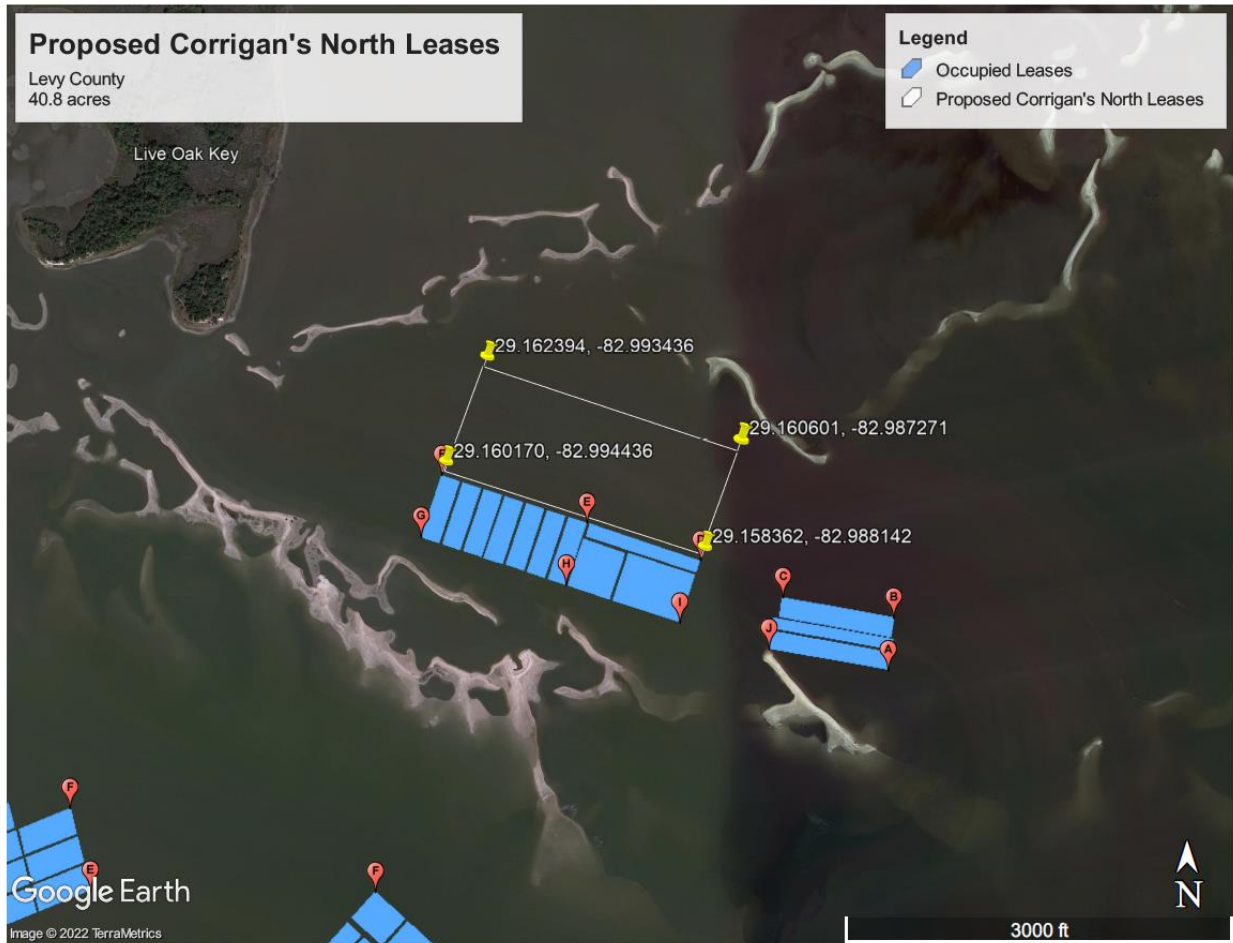 Proposed Corrigan's North Leases
Levy County
40.8 acres
Legend
Occupied Leases
Proposed Corrigan's North Leases
Live Oak Key
29.162394, -82.993436
29.160601, -82.987271
29.160170, -82.994436
E
G
29.158362, -82.988142
H
C
I
B
J
A
F
E
F
Google Earth
N
Image © 2022 TerraMetrics
3000 ft